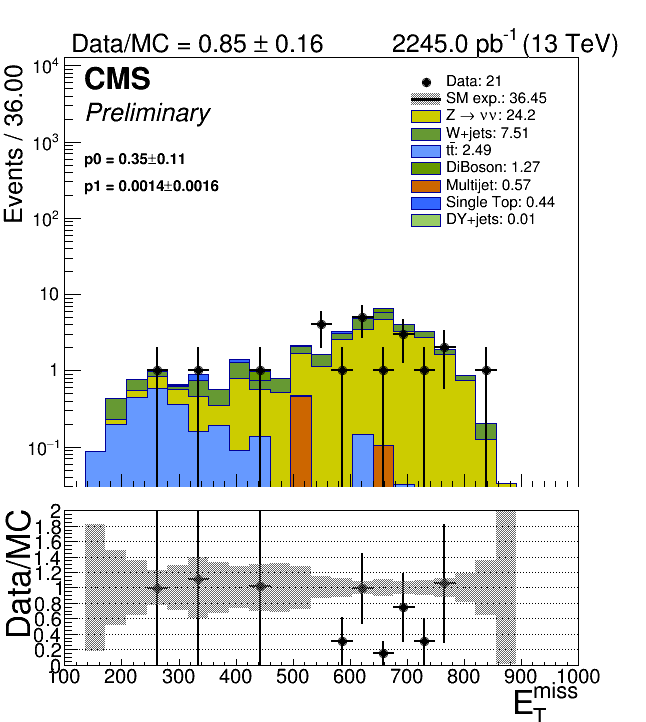 Data/MC = 0.85 ± 0.16 2245.0 pb⁻¹ (13 TeV)
Events / 36.00
10⁴
10³
10²
10
1
10⁻¹
CMS
Preliminary
p0 = 0.35±0.11
p1 = 0.0014±0.0016
Data: 21
SM exp.: 36.45
Z → νν: 24.2
W+jets: 7.51
tt̄: 2.49
DiBoson: 1.27
Multijet: 0.57
Single Top: 0.44
DY+jets: 0.01
Data/MC
2
1.8
1.6
1.4
1.2
1
0.8
0.6
0.4
0.2
0
100 200 300 400 500 600 700 800 900 1000
E_T^miss